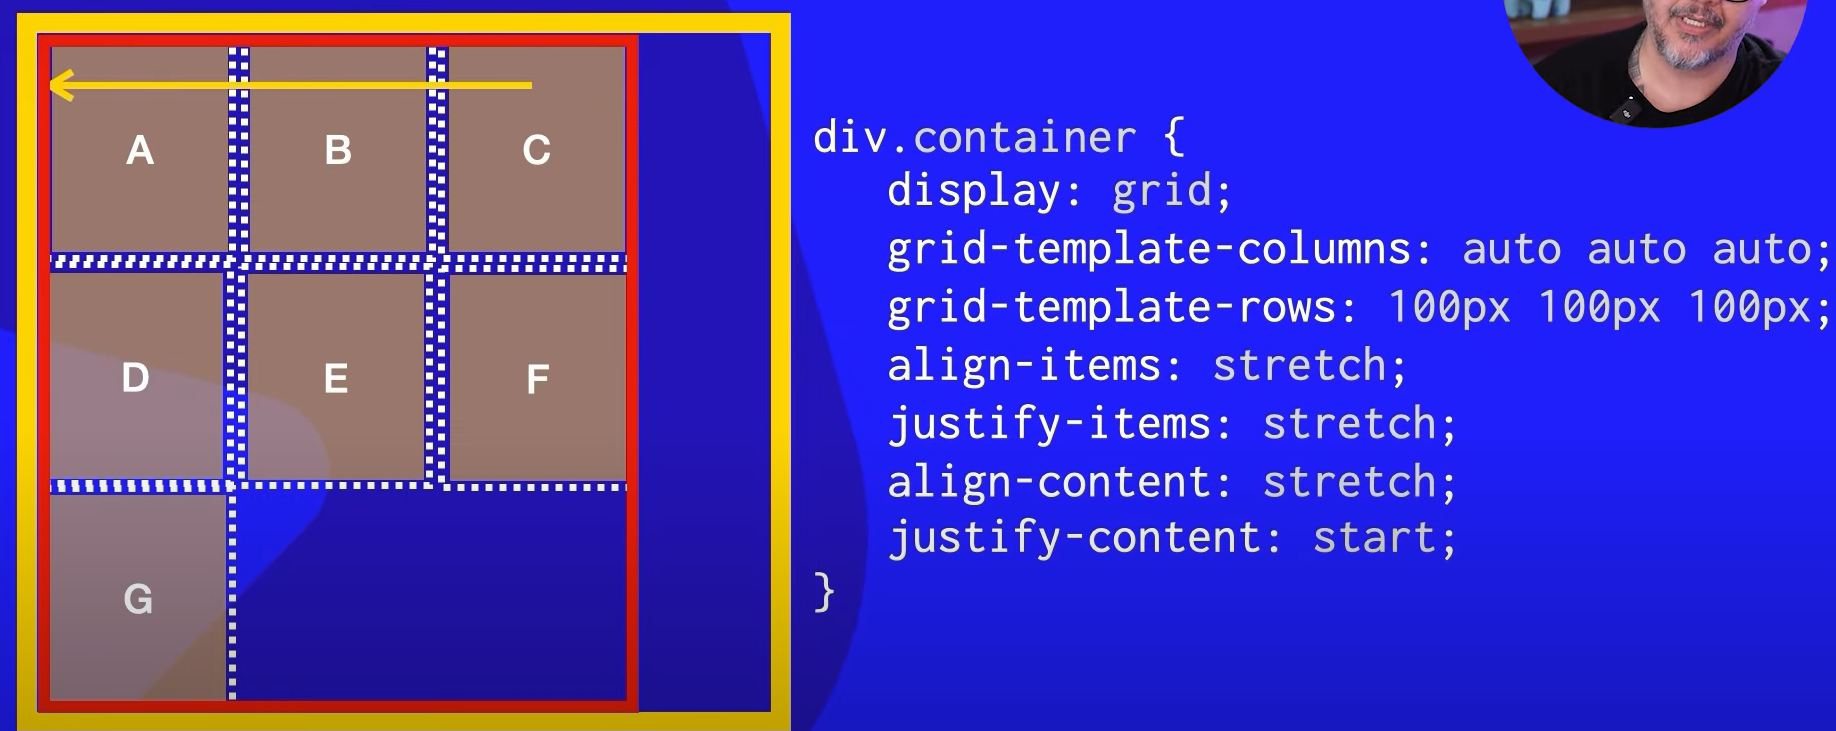 A B C
D E F
G
div.container {
display: grid;
grid-template-columns: auto auto auto;
grid-template-rows: 100px 100px 100px;
align-items: stretch;
justify-items: stretch;
align-content: stretch;
justify-content: start;
}